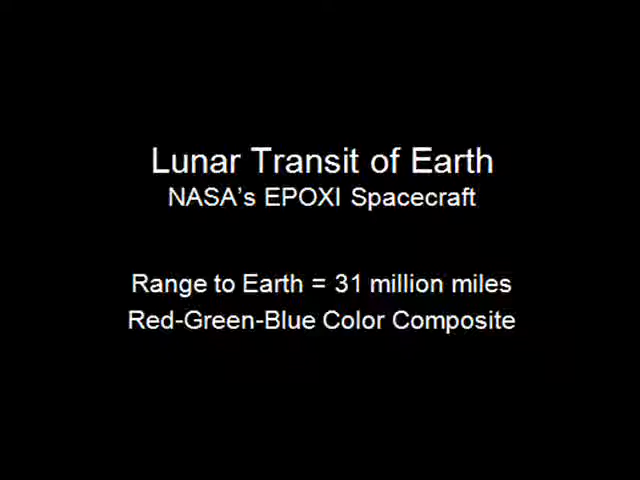 Lunar Transit of Earth
NASA's EPOXI Spacecraft
Range to Earth = 31 million miles
Red-Green-Blue Color Composite